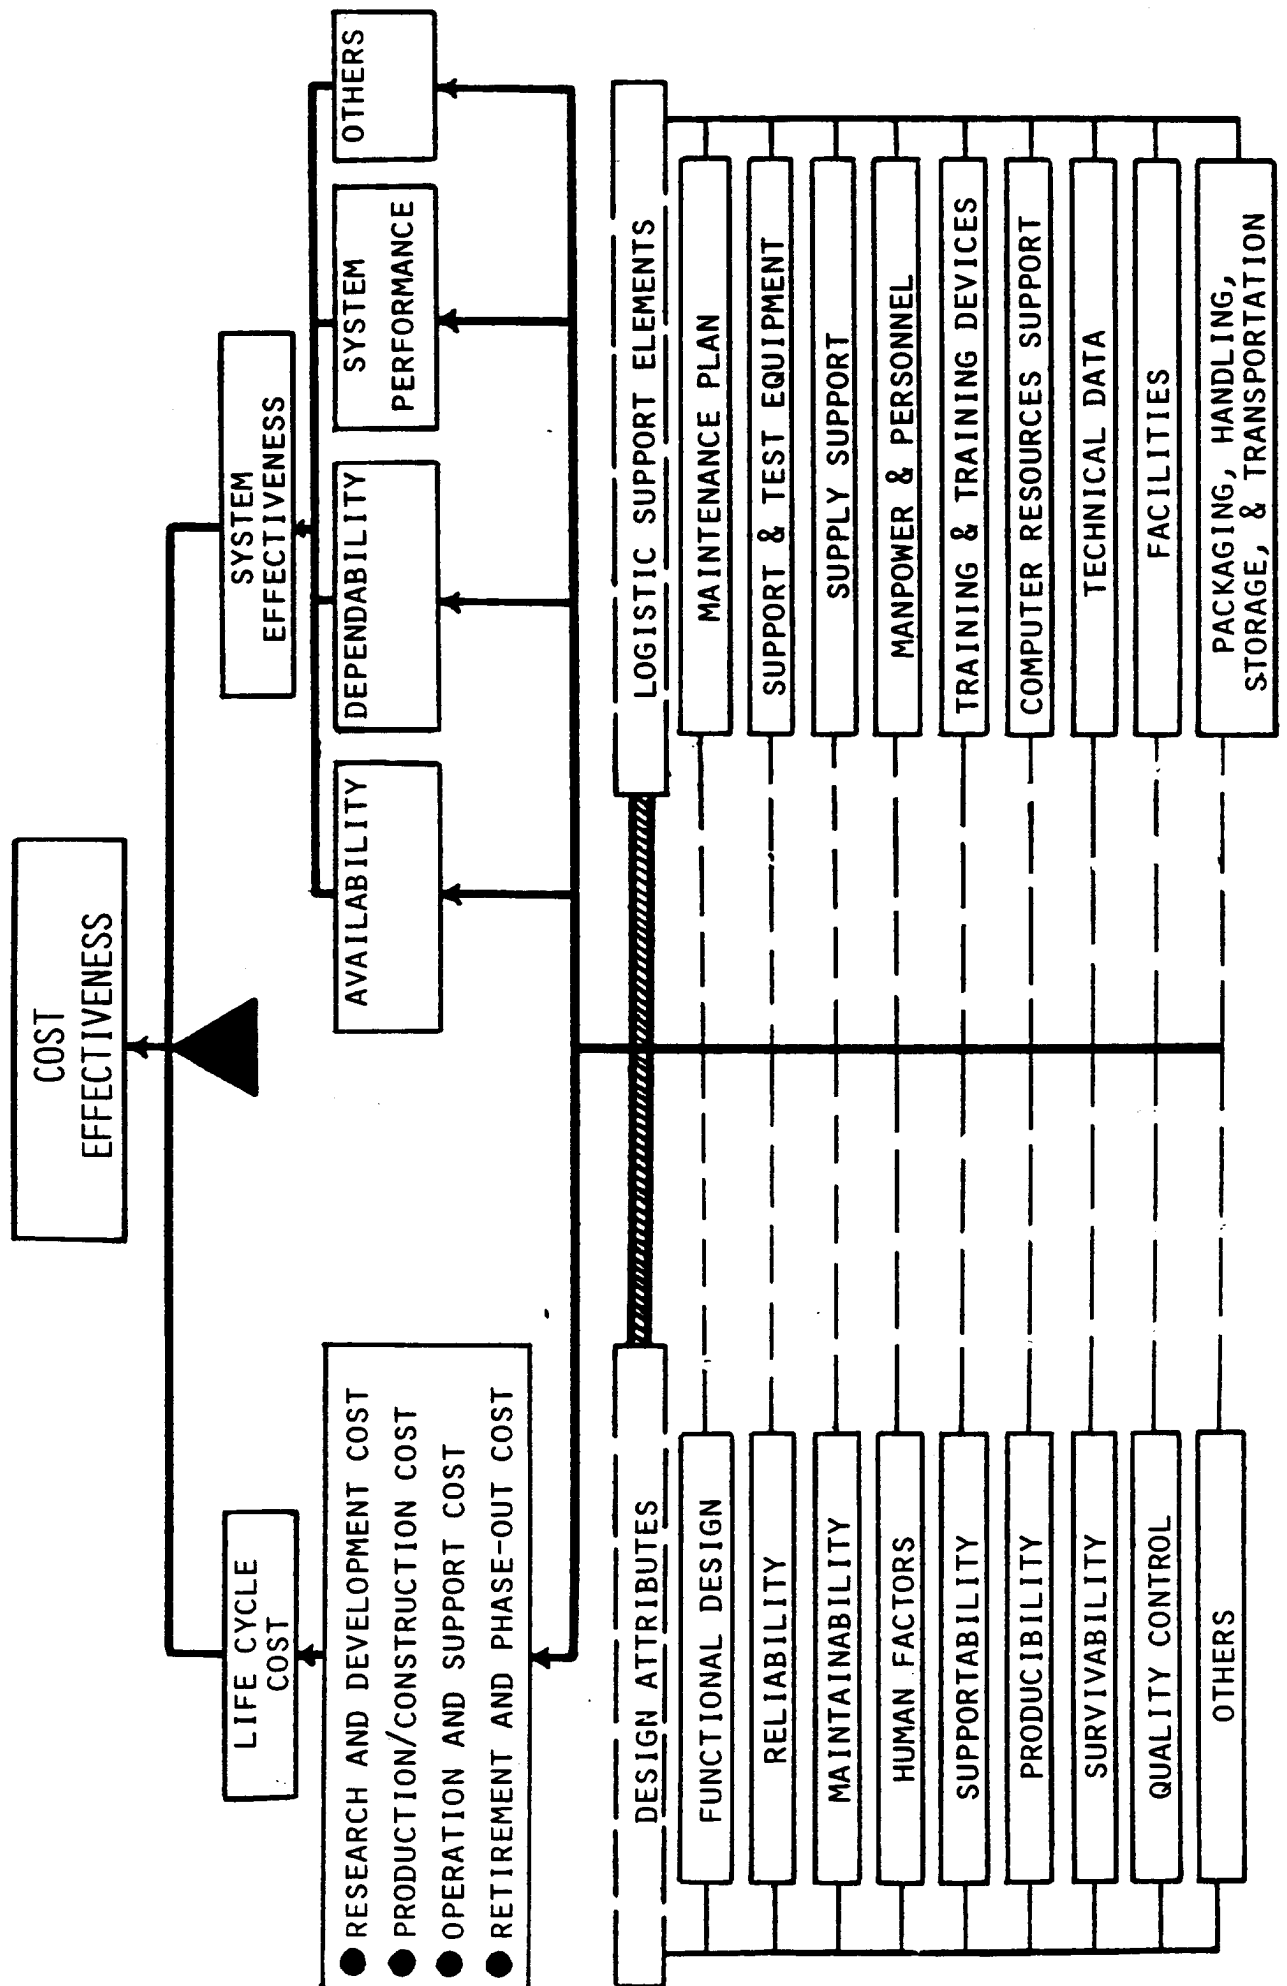 COST
EFFECTIVENESS
LIFE CYCLE
COST
SYSTEM
EFFECTIVENESS
● RESEARCH AND DEVELOPMENT COST
● PRODUCTION/CONSTRUCTION COST
● OPERATION AND SUPPORT COST
● RETIREMENT AND PHASE-OUT COST
AVAILABILITY
DEPENDABILITY
SYSTEM
PERFORMANCE
OTHERS
DESIGN ATTRIBUTES
FUNCTIONAL DESIGN
RELIABILITY
MAINTAINABILITY
HUMAN FACTORS
SUPPORTABILITY
PRODUCIBILITY
SURVIVABILITY
QUALITY CONTROL
OTHERS
LOGISTIC SUPPORT ELEMENTS
MAINTENANCE PLAN
SUPPORT & TEST EQUIPMENT
SUPPLY SUPPORT
MANPOWER & PERSONNEL
TRAINING & TRAINING DEVICES
COMPUTER RESOURCES SUPPORT
TECHNICAL DATA
FACILITIES
PACKAGING, HANDLING,
STORAGE, & TRANSPORTATION